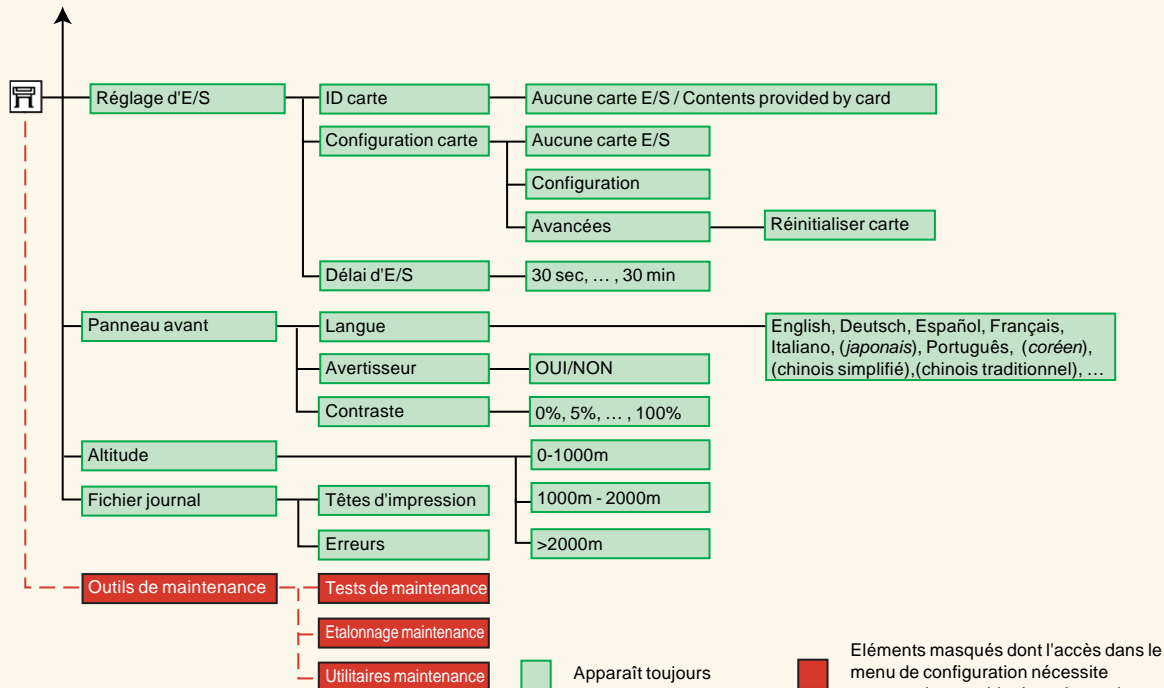 Réglage d'E/S
ID carte
Aucune carte E/S / Contents provided by card
Configuration carte
Aucune carte E/S
Configuration
Avancées
Réinitialiser carte
Délai d'E/S
30 sec, … , 30 min
Panneau avant
Langue
English, Deutsch, Español, Français,
Italiano, (japonais), Português, (coréen),
(chinois simplifié),(chinois traditionnel), …
Avertisseur
OUI/NON
Contraste
0%, 5%, … , 100%
Altitude
0-1000m
Fichier journal
Têtes d'impression
1000m - 2000m
Erreurs
>2000m
Outils de maintenance
Tests de maintenance
Etalonnage maintenance
Utilitaires maintenance
Apparaît toujours
Eléments masqués dont l'accès dans le
menu de configuration nécessite